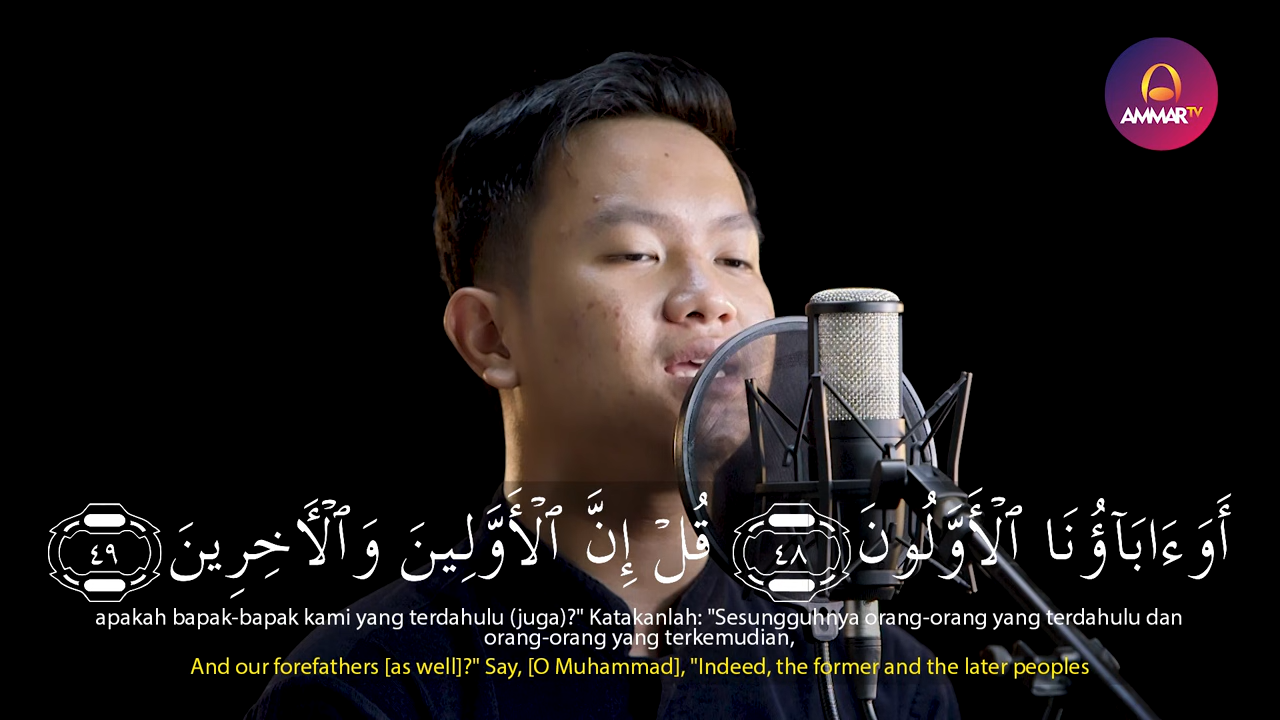 AMMAR TV
أَوَءَابَآؤُنَا ٱلْأَوَّلُونَ ٤٨ قُلْ إِنَّ ٱلْأَوَّلِينَ وَٱلْأَخِرِينَ ٤٩
apakah bapak-bapak kami yang terdahulu (juga)?" Katakanlah: "Sesungguhnya orang-orang yang terdahulu dan
orang-orang yang terkemudian,
And our forefathers [as well]?" Say, [O Muhammad], "Indeed, the former and the later peoples